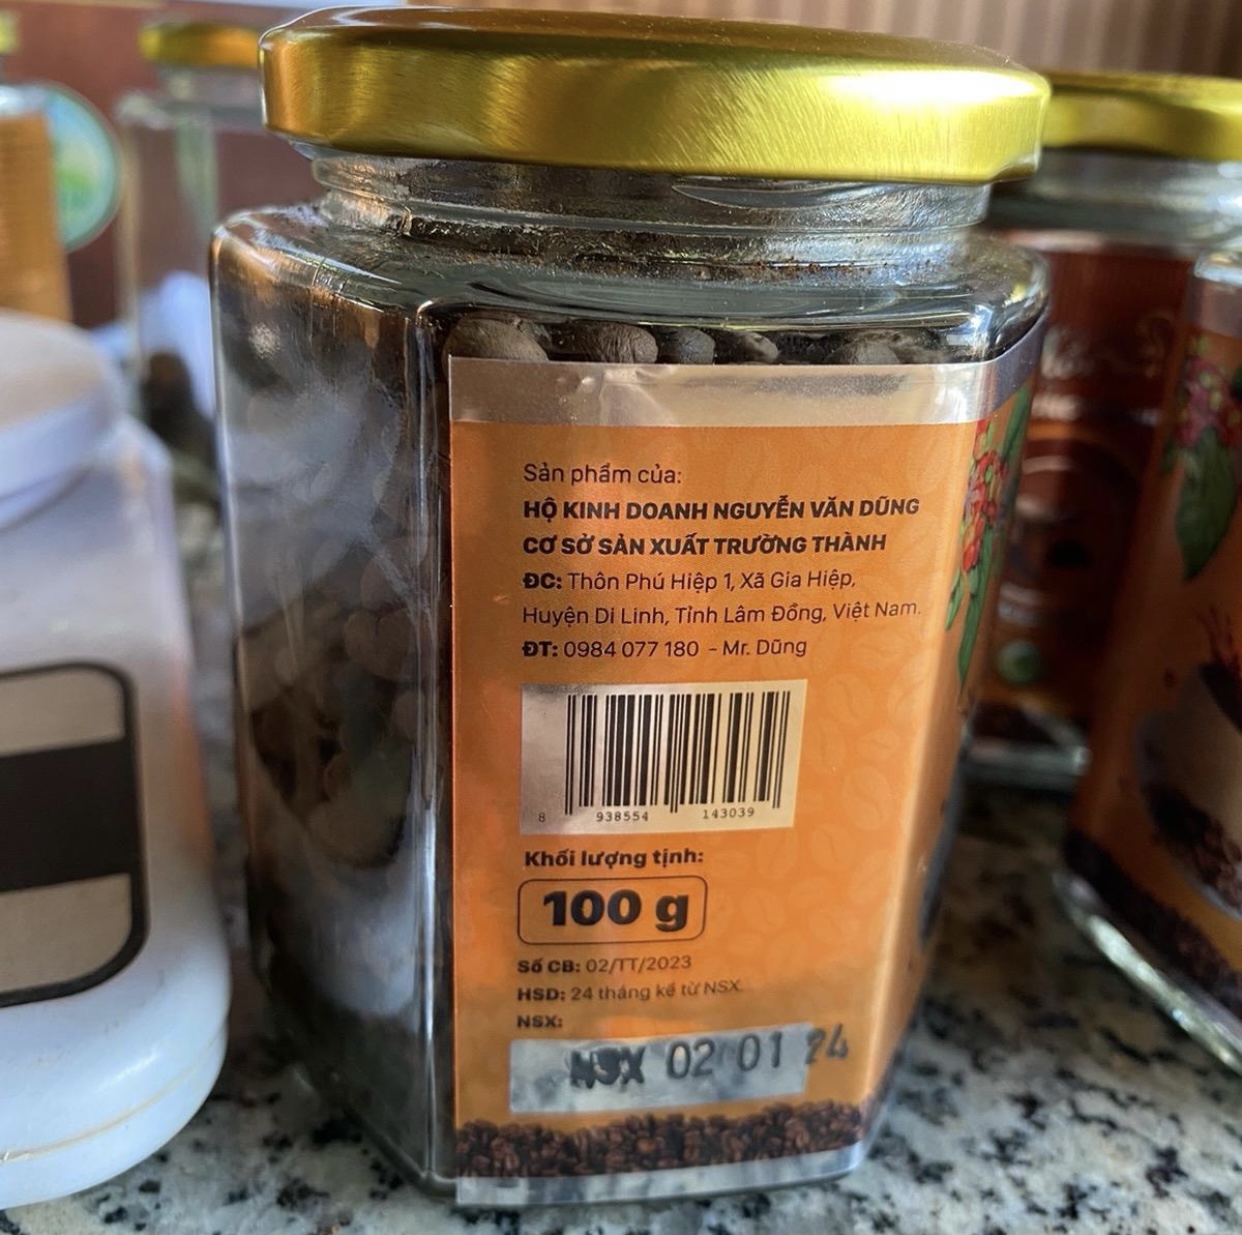 Sản phẩm của:
HỘ KINH DOANH NGUYỄN VĂN DŨNG
CƠ SỞ SẢN XUẤT TRƯỜNG THÀNH
ĐC: Thôn Phú Hiệp 1, Xã Gia Hiệp,
Huyện Di Linh, Tỉnh Lâm Đồng, Việt Nam.
ĐT: 0984 077 180 - Mr. Dũng
8 938554 143039
Khối lượng tịnh:
100 g
Số CB: 02/TT/2023
HSD: 24 tháng kể từ NSX
NSX:
NSX 02 01 24